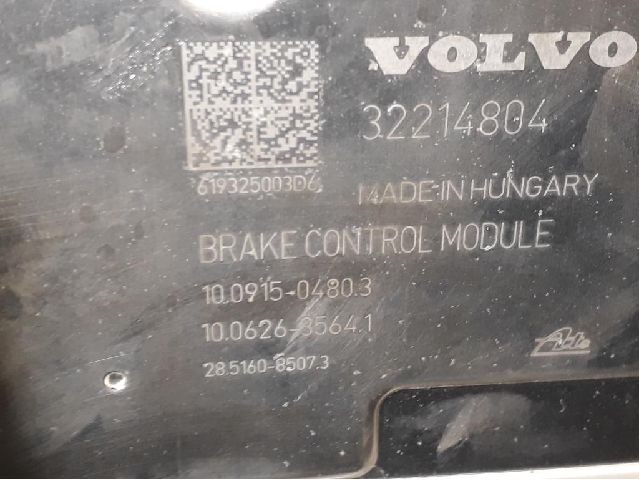 VOLVO
32214804
619325003D6
MADE IN HUNGARY
BRAKE CONTROL MODULE
10.0915-0480.3
10.0626-3564.1
28.5160-8507.3
Ate